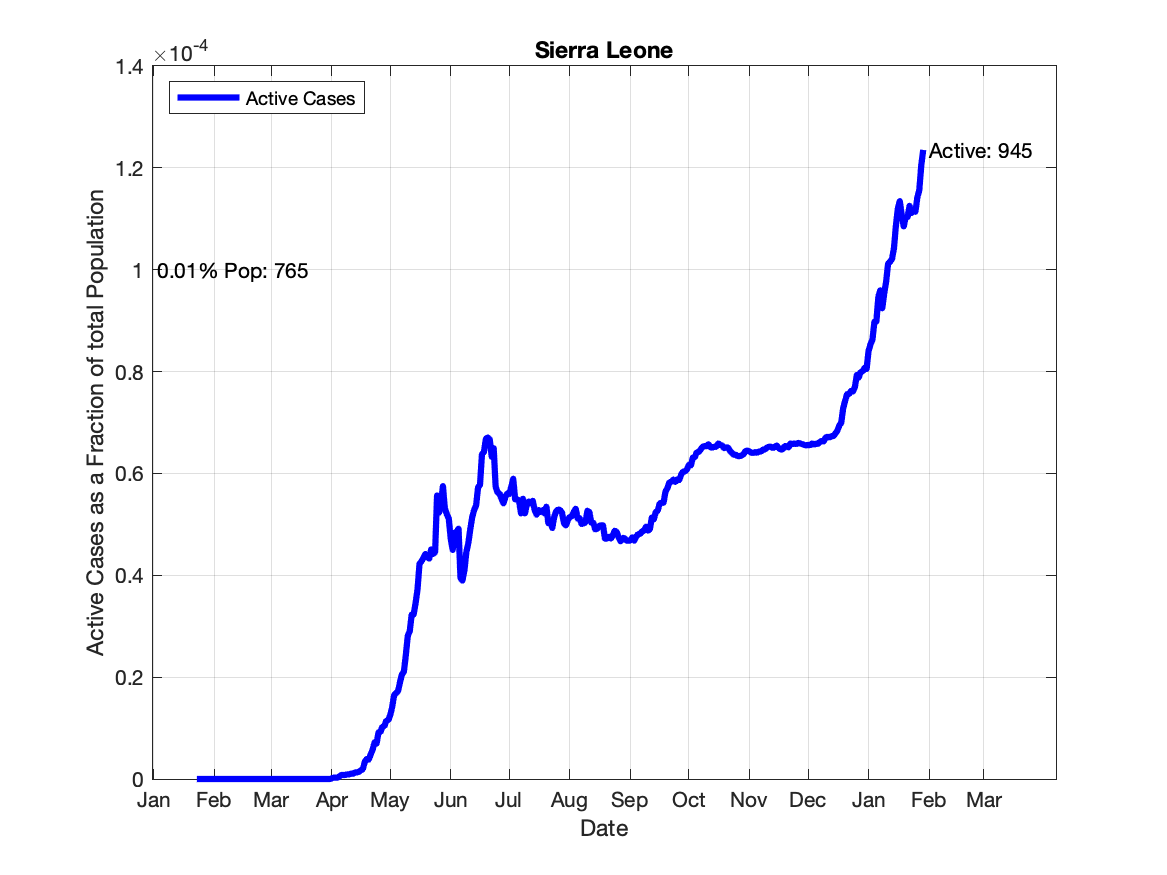 Sierra Leone
×10-4
1.4
Active Cases
1.2
Active: 945
1
0.01% Pop: 765
0.8
0.6
0.4
0.2
0
Active Cases as a Fraction of total Population
Jan Feb Mar Apr May Jun Jul Aug Sep Oct Nov Dec Jan Feb Mar
Date